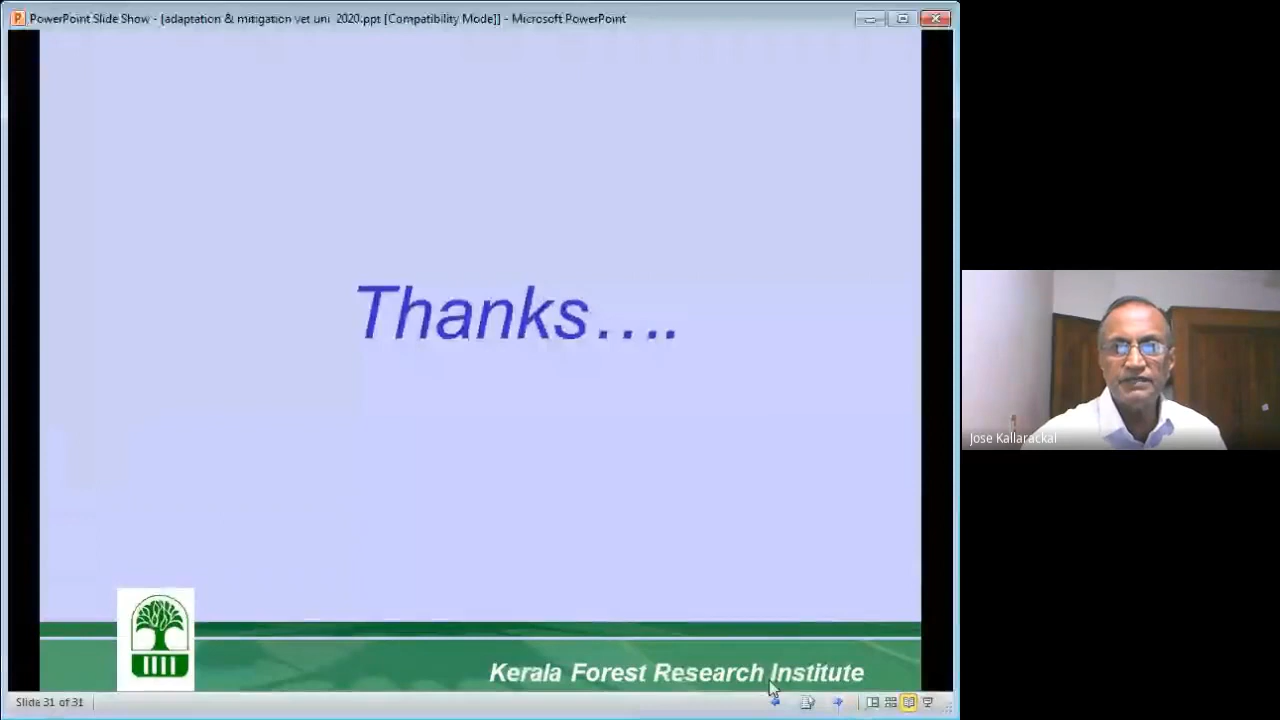 PowerPoint Slide Show - [adaptation & mitigation vet uni 2020.ppt [Compatibility Mode]] - Microsoft PowerPoint
Thanks….
Jose Kallarackal
Kerala Forest Research Institute
Slide 31 of 31